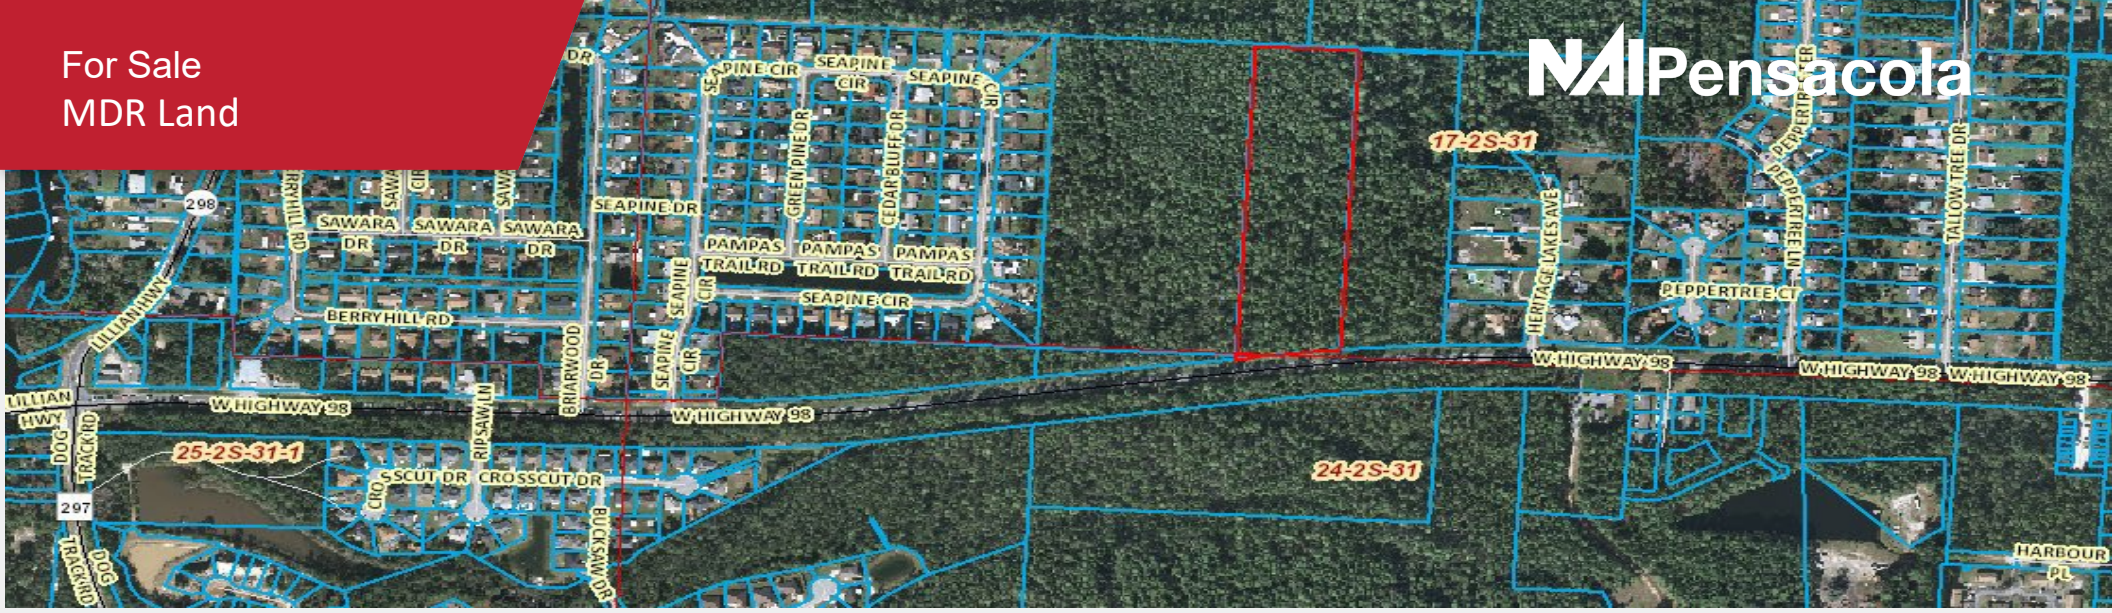 For Sale
MDR Land
NAIPensacola
DR
SEAPINE CIR
SEAPINE
CIR
SEAPINE CIR
GREEN PINE DR
CEDAR BLUFF DR
17-2S-31
PEPPERTREE LN
TALLOW TREE DR
298
SAWARA
DR
SAWARA
DR
SAWARA
DR
CIR
SAWA
SAWA
SEAPINE DR
PAMPAS
TRAIL RD
PAMPAS
TRAIL RD
PAMPAS
TRAIL RD
SEAPINE
CIR
SEAPINE CIR
HERITAGE LAKES AVE
PEPPERTREE CT
LILLIAN HWY
BERRYHILL RD
BRIARWOOD
DR
SEAPINE
CIR
W HIGHWAY 98
W HIGHWAY 98
W HIGHWAY 98
LILLIAN
HWY
W HIGHWAY 98
W HIGHWAY 98
DOG
TRACK RD
RIPSAW LN
25-2S-31-1
24-2S-31
CROSSCUT DR
CROSSCUT DR
297
BUCKSAW DR
DOG
TRACK RD
HARBOUR
PL